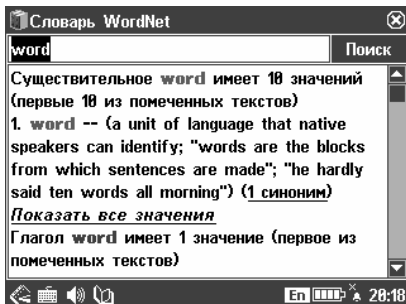 Словарь WordNet
word Поиск
Существительное word имеет 10 значений
(первые 10 из помеченных текстов)
1. word -- (a unit of language that native
speakers can identify; "words are the blocks
from which sentences are made"; "he hardly
said ten words all morning") (1 синоним)
Показать все значения
Глагол word имеет 1 значение (первое из
помеченных текстов)
En 20:18